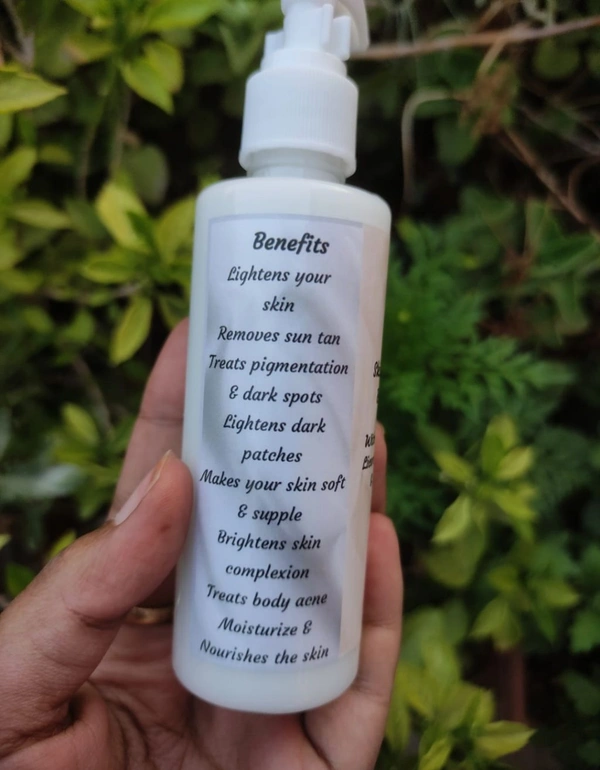 Benefits
Lightens your
skin
Removes sun tan
Treats pigmentation
& dark spots
Lightens dark
patches
Makes your skin soft
& supple
Brightens skin
complexion
Treats body acne
Moisturize &
Nourishes the skin